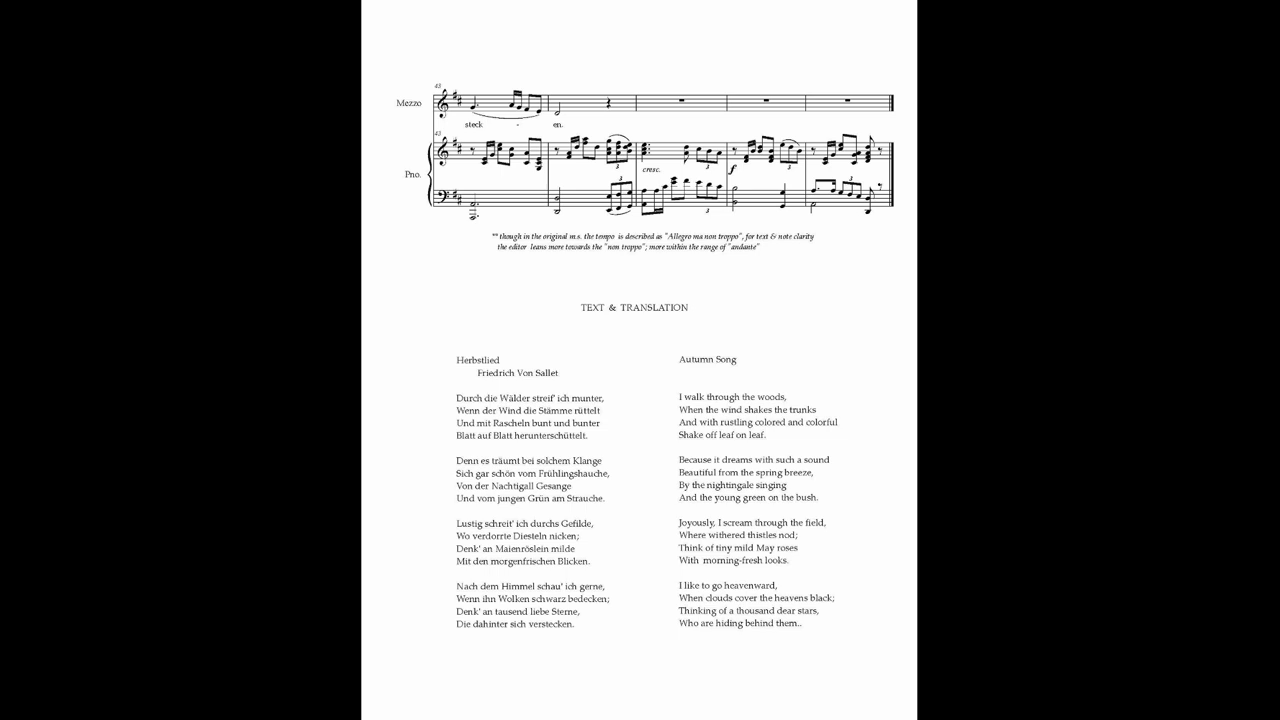 43
Mezzo
steck - en.
43
Pno.
3
cresc.
3
f
3
3
3
3
3
** though in the original m.s. the tempo is described as "Allegro ma non troppo", for text & note clarity
the editor leans more towards the "non troppo"; more within the range of "andante"
TEXT & TRANSLATION
Herbstlied
Friedrich Von Sallet
Durch die Wälder streif' ich munter,
Wenn der Wind die Stämme rüttelt
Und mit Rascheln bunt und bunter
Blatt auf Blatt herunterschüttelt.
Denn es träumt bei solchem Klange
Sich gar schön vom Frühlingshauche,
Von der Nachtigall Gesange
Und vom jungen Grün am Strauche.
Lustig schreit' ich durchs Gefilde,
Wo verdorrte Diesteln nicken;
Denk' an Maienröslein milde
Mit den morgenfrischen Blicken.
Nach dem Himmel schau' ich gerne,
Wenn ihn Wolken schwarz bedecken;
Denk' an tausend liebe Sterne,
Die dahinter sich verstecken.
Autumn Song
I walk through the woods,
When the wind shakes the trunks
And with rustling colored and colorful
Shake off leaf on leaf.
Because it dreams with such a sound
Beautiful from the spring breeze,
By the nightingale singing
And the young green on the bush.
Joyously, I scream through the field,
Where withered thistles nod;
Think of tiny mild May roses
With morning-fresh looks.
I like to go heavenward,
When clouds cover the heavens black;
Thinking of a thousand dear stars,
Who are hiding behind them..